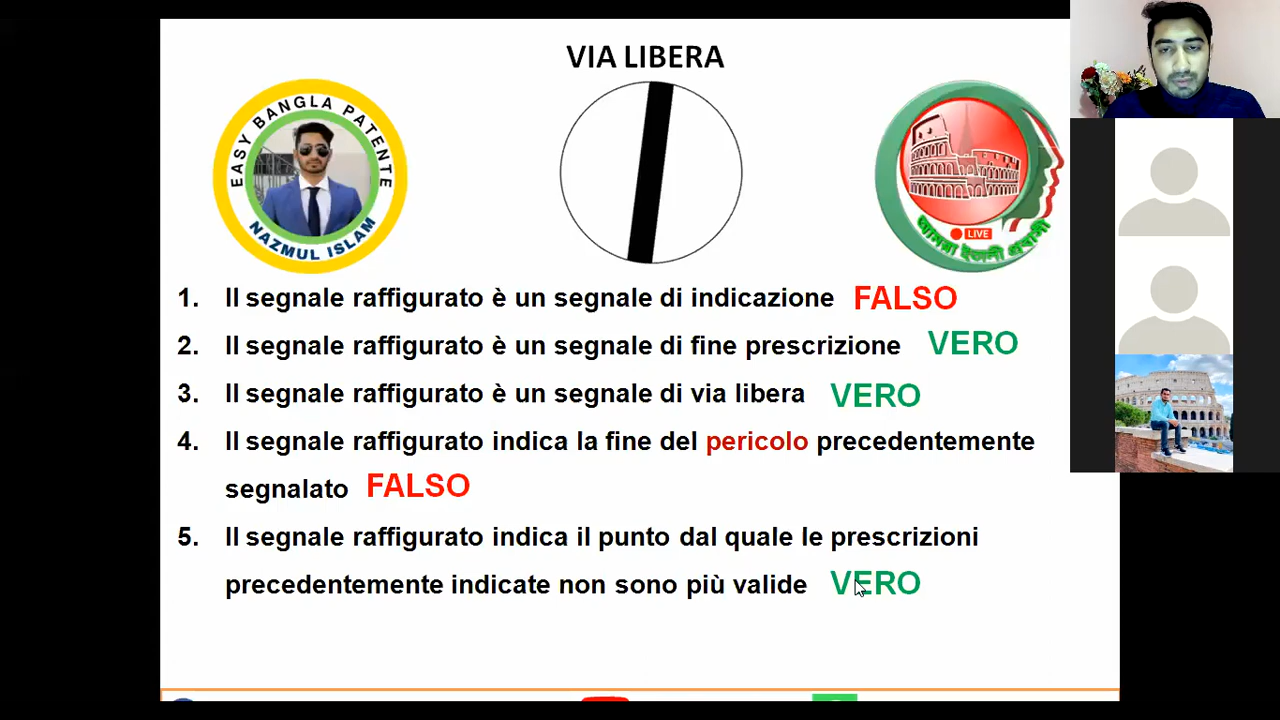 VIA LIBERA
EASY BANGLA PATENTE
NAZMUL ISLAM
LIVE
আমরা ইতালী প্রবাসী
1. Il segnale raffigurato è un segnale di indicazione FALSO
2. Il segnale raffigurato è un segnale di fine prescrizione VERO
3. Il segnale raffigurato è un segnale di via libera VERO
4. Il segnale raffigurato indica la fine del pericolo precedentemente
segnalato FALSO
5. Il segnale raffigurato indica il punto dal quale le prescrizioni
precedentemente indicate non sono più valide VERO